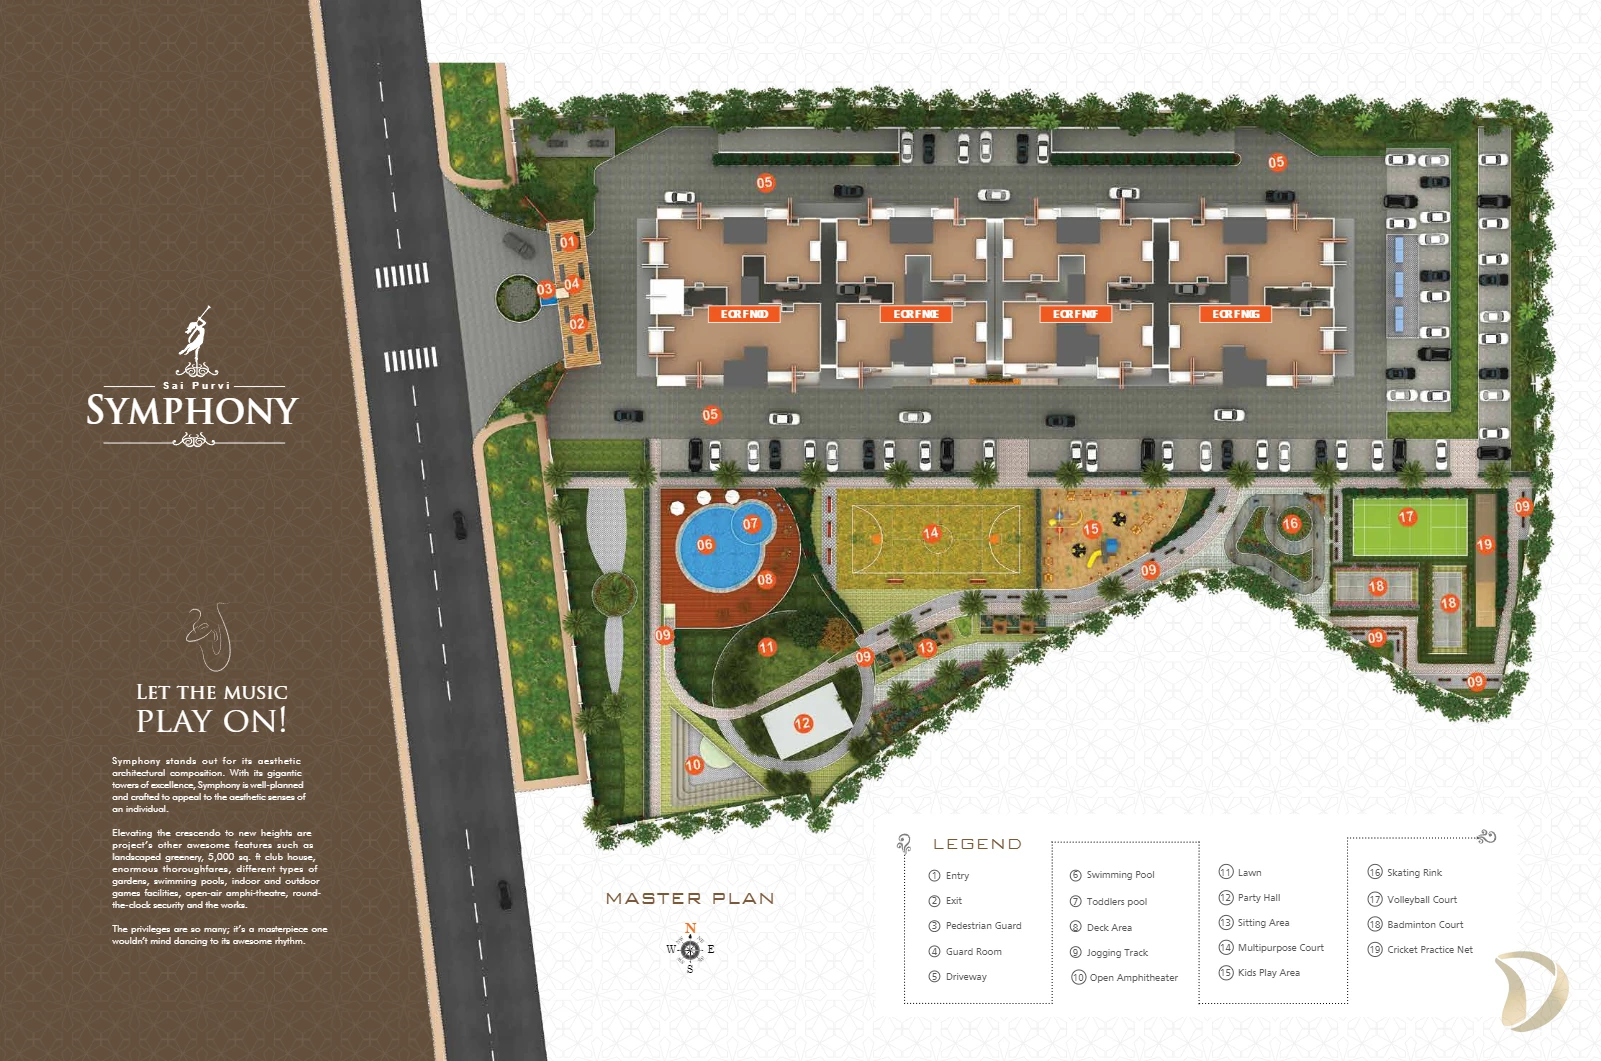 Sai Purvi
SYMPHONY
LET THE MUSIC
PLAY ON!
Symphony stands out for its aesthetic
architectural composition. With its gigantic
towers of excellence, Symphony is well-planned
and crafted to appeal to the aesthetic senses of
an individual.
Elevating the crescendo to new heights are
project's other awesome features such as
landscaped greenery, 5,000 sq. ft club house,
enormous thoroughfares, different types of
gardens, swimming pools, indoor and outdoor
games facilities, open-air amphi-theatre, round-
the-clock security and the works.
The privileges are so many; it's a masterpiece one
wouldn't mind dancing to its awesome rhythm.
05
05
01
03
04
02
05
07
06
08
09
11
09
13
12
10
14
15
09
16
17
09
19
18
18
09
09
MASTER PLAN
N
W
E
S
LEGEND
1 Entry
2 Exit
3 Pedestrian Guard
4 Guard Room
5 Driveway
6 Swimming Pool
7 Toddlers pool
8 Deck Area
9 Jogging Track
10 Open Amphitheater
11 Lawn
12 Party Hall
13 Sitting Area
14 Multipurpose Court
15 Kids Play Area
16 Skating Rink
17 Volleyball Court
18 Badminton Court
19 Cricket Practice Net